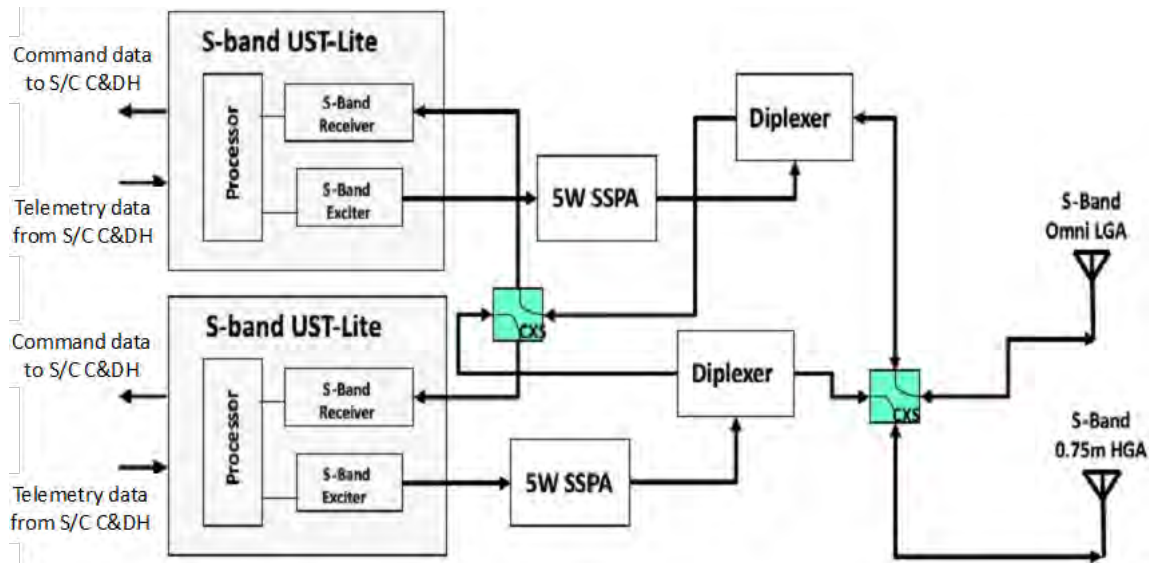 Command data
to S/C C&DH
Telemetry data
from S/C C&DH
S-band UST-Lite
Processor
S-Band
Receiver
S-Band
Exciter
5W SSPA
Diplexer
S-Band
Omni LGA
CXS
Command data
to S/C C&DH
Telemetry data
from S/C C&DH
S-band UST-Lite
Processor
S-Band
Receiver
S-Band
Exciter
5W SSPA
Diplexer
CXS
S-Band
0.75m HGA